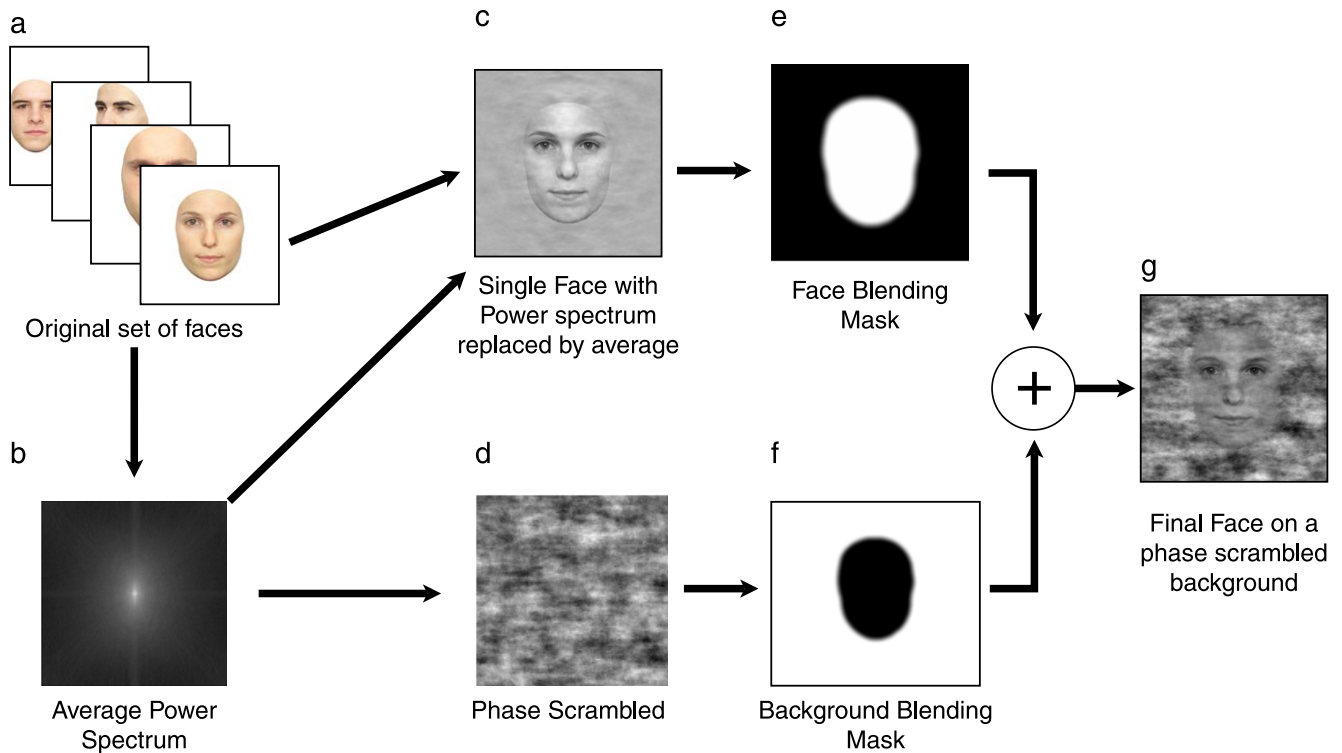 a
Original set of faces
b
Average Power
Spectrum
c
Single Face with
Power spectrum
replaced by average
d
Phase Scrambled
e
Face Blending
Mask
f
Background Blending
Mask
+
g
Final Face on a
phase scrambled
background